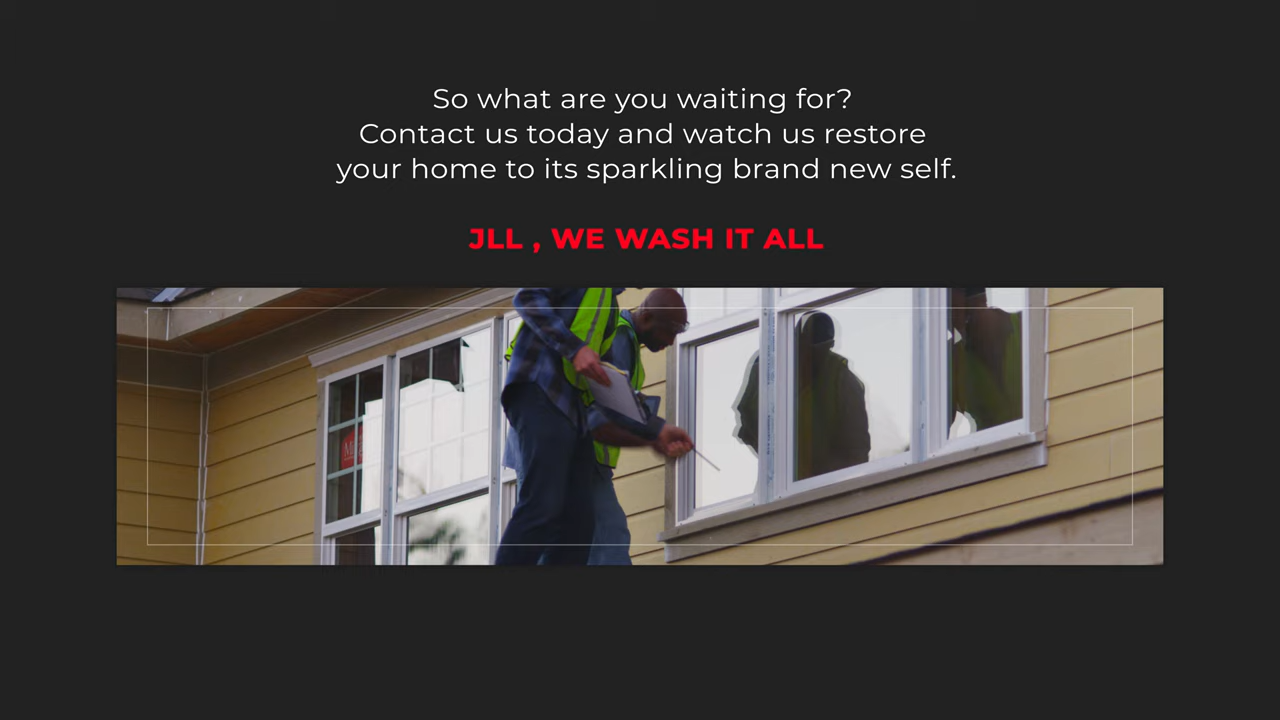 So what are you waiting for?
Contact us today and watch us restore
your home to its sparkling brand new self.
JLL , WE WASH IT ALL